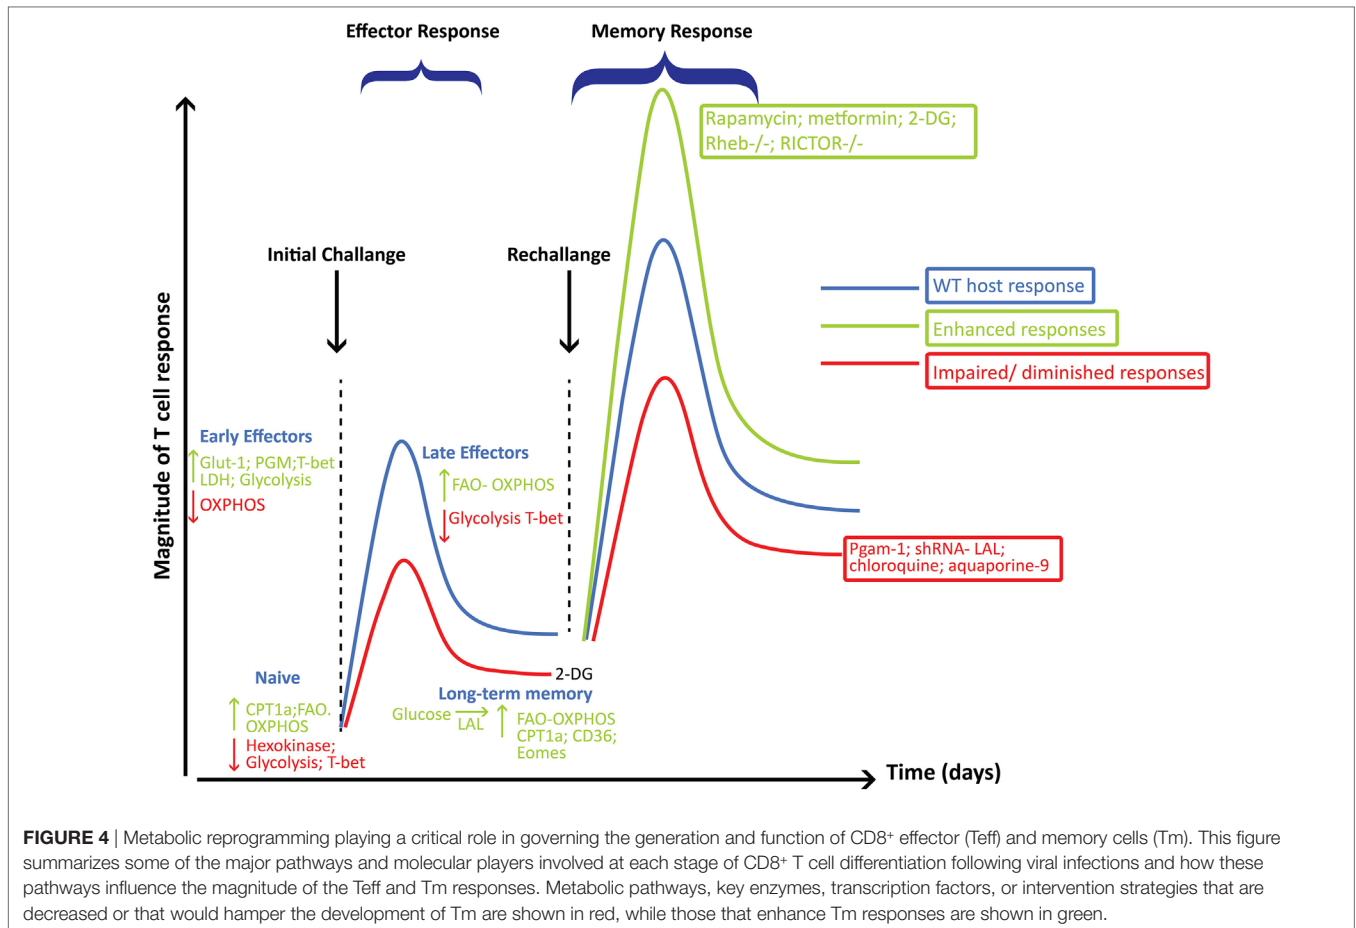 Effector Response
Memory Response
Rapamycin; metformin; 2-DG;
Rheb-/-; RICTOR-/-
Initial Challange
Rechallange
WT host response
Enhanced responses
Impaired/ diminished responses
Magnitude of T cell response
Early Effectors
Glut-1; PGM;T-bet
LDH; Glycolysis
OXPHOS
Late Effectors
FAO- OXPHOS
Glycolysis T-bet
Pgam-1; shRNA- LAL;
chloroquine; aquaporine-9
2-DG
Naive
CPT1a;FAO.
OXPHOS
Hexokinase;
Glycolysis; T-bet
Long-term memory
Glucose
LAL
FAO-OXPHOS
CPT1a; CD36;
Eomes
Time (days)
FIGURE 4 | Metabolic reprogramming playing a critical role in governing the generation and function of CD8⁺ effector (Teff) and memory cells (Tm). This figure
summarizes some of the major pathways and molecular players involved at each stage of CD8⁺ T cell differentiation following viral infections and how these
pathways influence the magnitude of the Teff and Tm responses. Metabolic pathways, key enzymes, transcription factors, or intervention strategies that are
decreased or that would hamper the development of Tm are shown in red, while those that enhance Tm responses are shown in green.